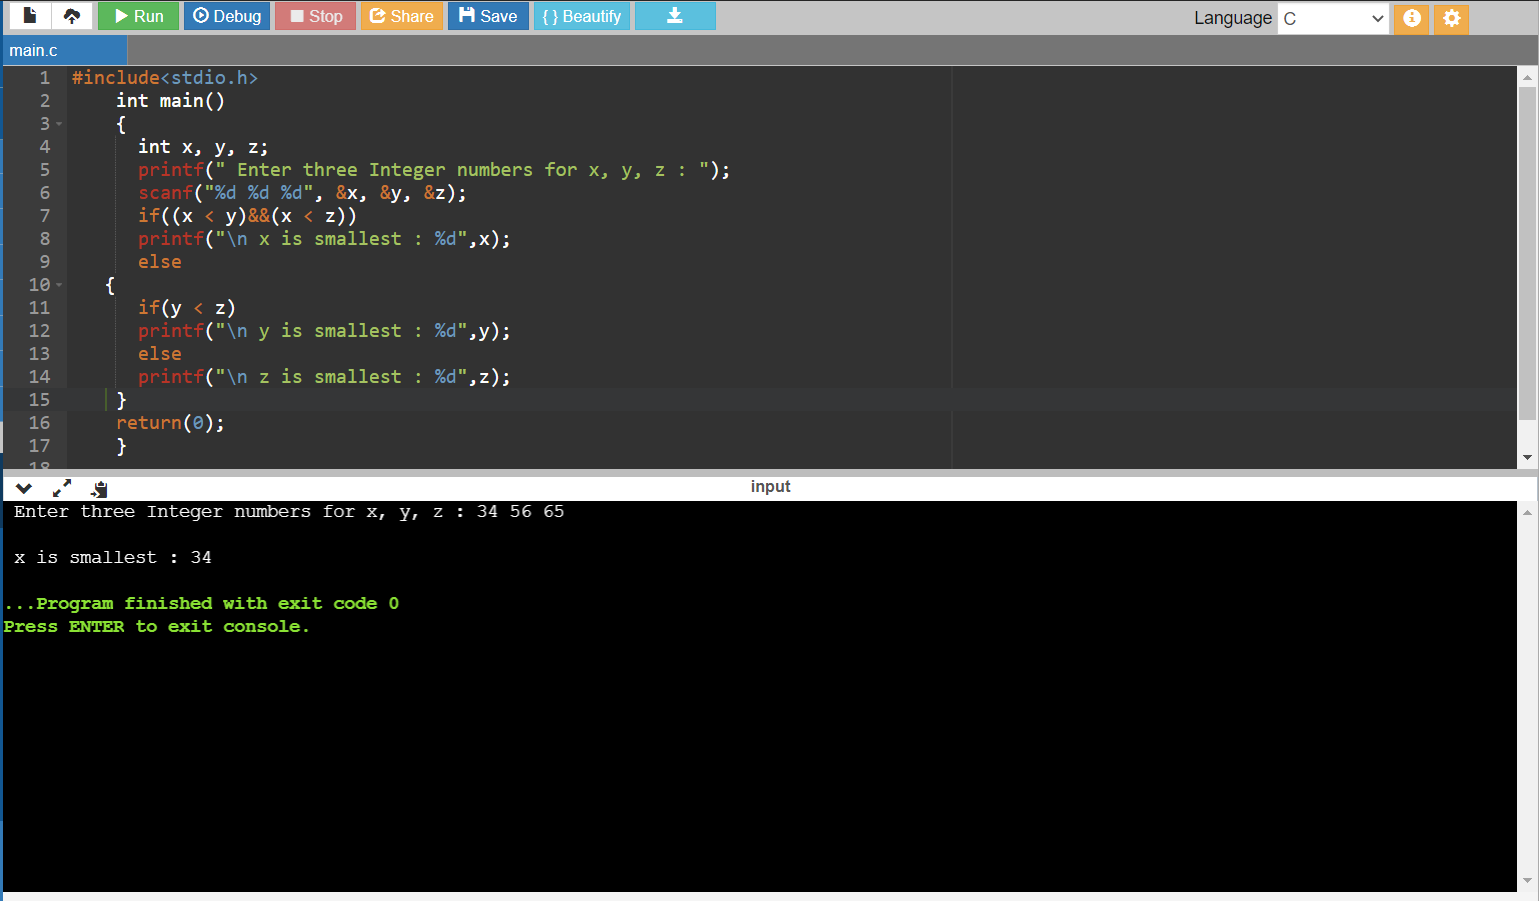 Run Debug Stop Share Save { } Beautify Language C
main.c
1 #include<stdio.h>
2 int main()
3 {
4 int x, y, z;
5 printf(" Enter three Integer numbers for x, y, z : ");
6 scanf("%d %d %d", &x, &y, &z);
7 if((x < y)&&(x < z))
8 printf("\n x is smallest : %d",x);
9 else
10 {
11 if(y < z)
12 printf("\n y is smallest : %d",y);
13 else
14 printf("\n z is smallest : %d",z);
15 }
16 return(0);
17 }
18
input
Enter three Integer numbers for x, y, z : 34 56 65
x is smallest : 34
...Program finished with exit code 0
Press ENTER to exit console.